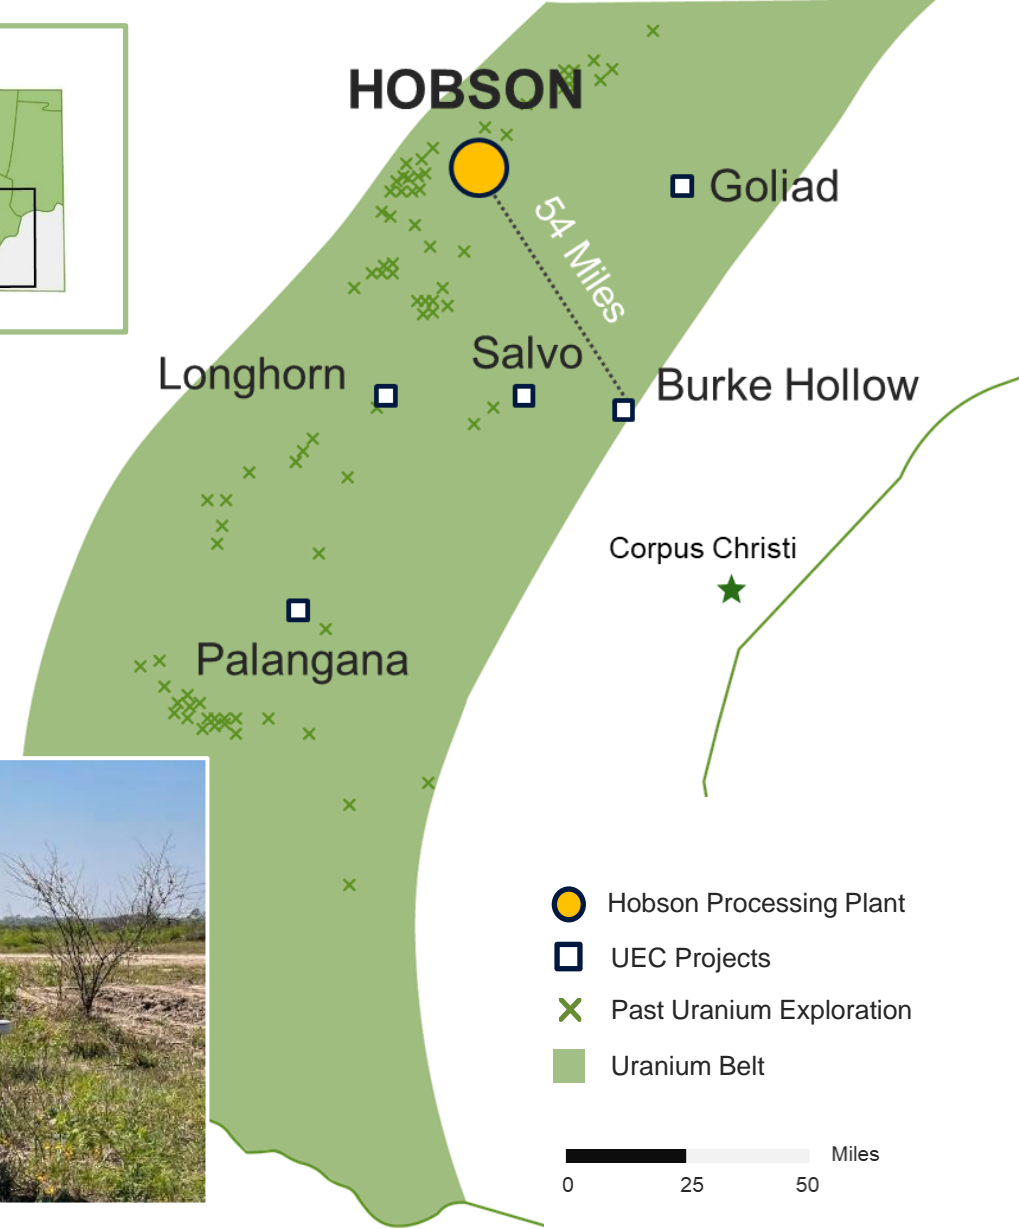 HOBSON
Goliad
54 Miles
Salvo
Longhorn
Burke Hollow
Corpus Christi
Palangana
Hobson Processing Plant
UEC Projects
Past Uranium Exploration
Uranium Belt
Miles
0 25 50